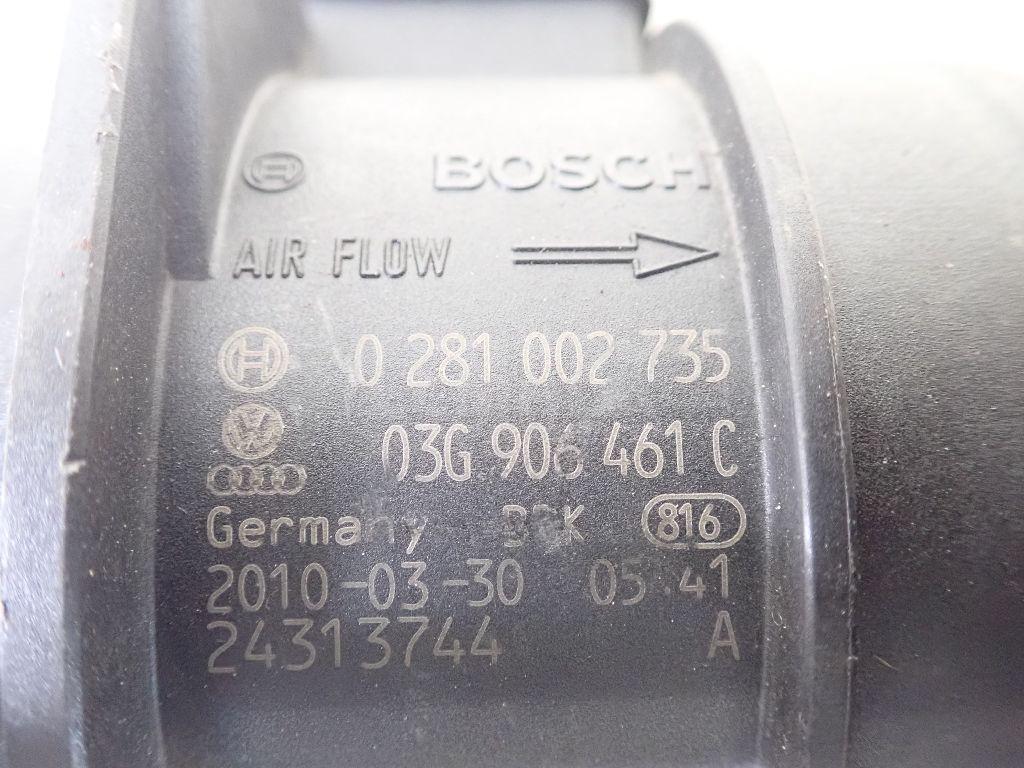 BOSCH
AIR FLOW
0 281 002 735
03G 906 461 C
Germany 816
2010-03-30 05:41
24313744 A